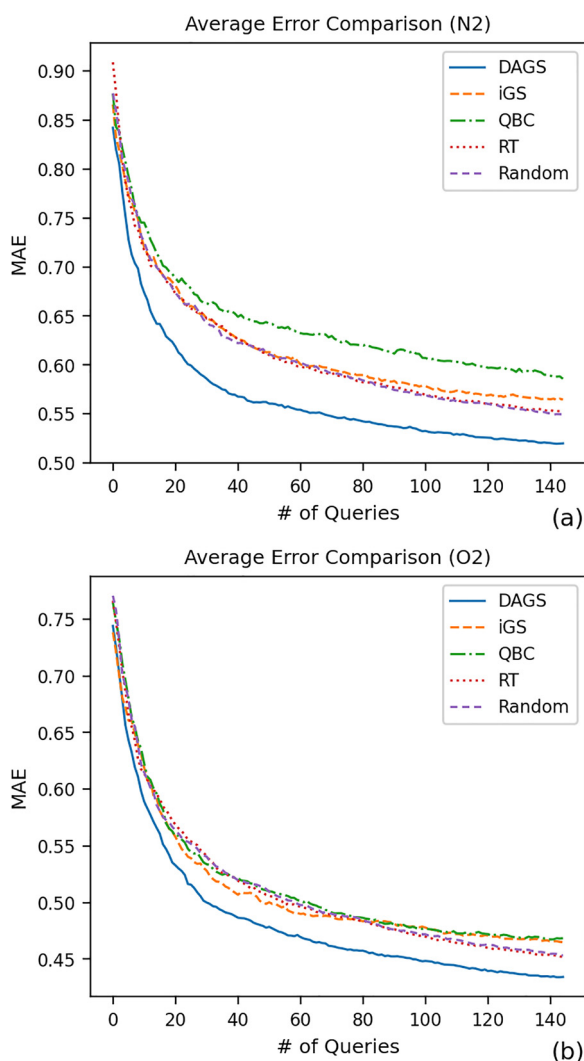 Average Error Comparison (N2)
DAGS
iGS
QBC
RT
Random
MAE
0.90
0.85
0.80
0.75
0.70
0.65
0.60
0.55
0.50
0 20 40 60 80 100 120 140
# of Queries
(a)
Average Error Comparison (O2)
DAGS
iGS
QBC
RT
Random
MAE
0.75
0.70
0.65
0.60
0.55
0.50
0.45
0 20 40 60 80 100 120 140
# of Queries
(b)